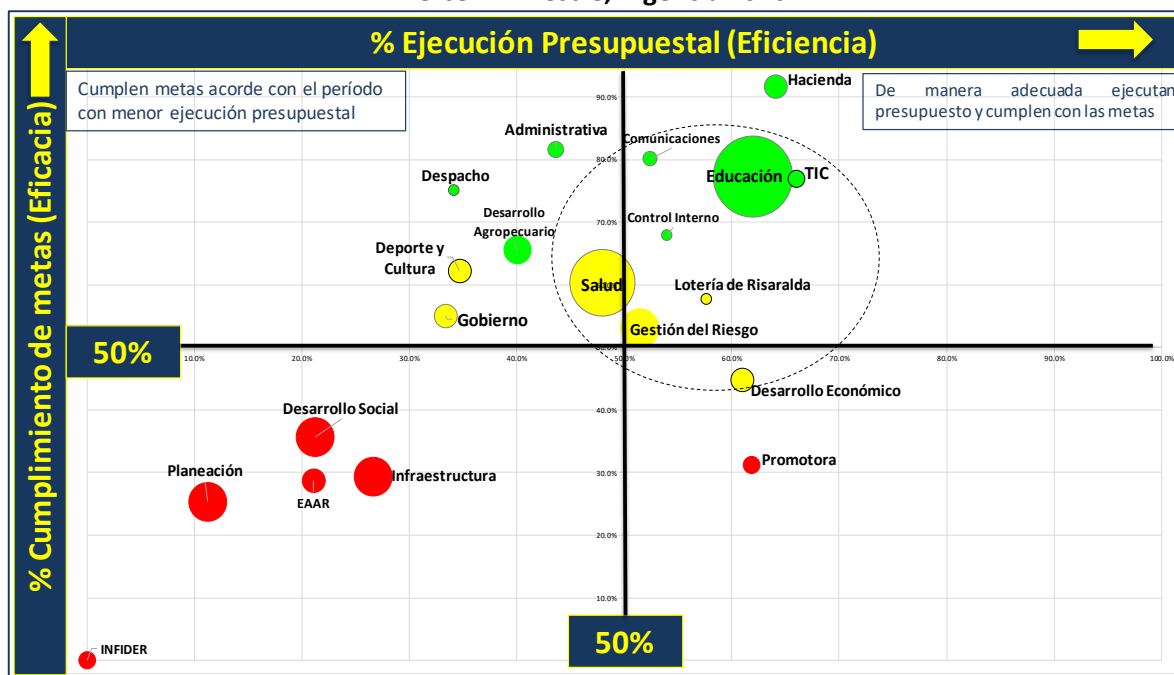 % Ejecución Presupuestal (Eficiencia)
% Cumplimiento de metas (Eficacia)
Cumplen metas acorde con el período
con menor ejecución presupuestal
De manera adecuada ejecutan
presupuesto y cumplen con las metas
Hacienda
90.0%
Administrativa
Comunicaciones
80.0%
Despacho
Educación
TIC
70.0%
Desarrollo
Agropecuario
Control Interno
Deporte y
Cultura
Salud
Lotería de Risaralda
Gobierno
Gestión del Riesgo
50%
10.0%
20.0%
30.0%
40.0%
50.0%
60.0%
70.0%
80.0%
90.0%
100.0%
Desarrollo Económico
40.0%
Desarrollo Social
Planeación
Infraestructura
Promotora
30.0%
EAAR
20.0%
10.0%
50%
INFIDER